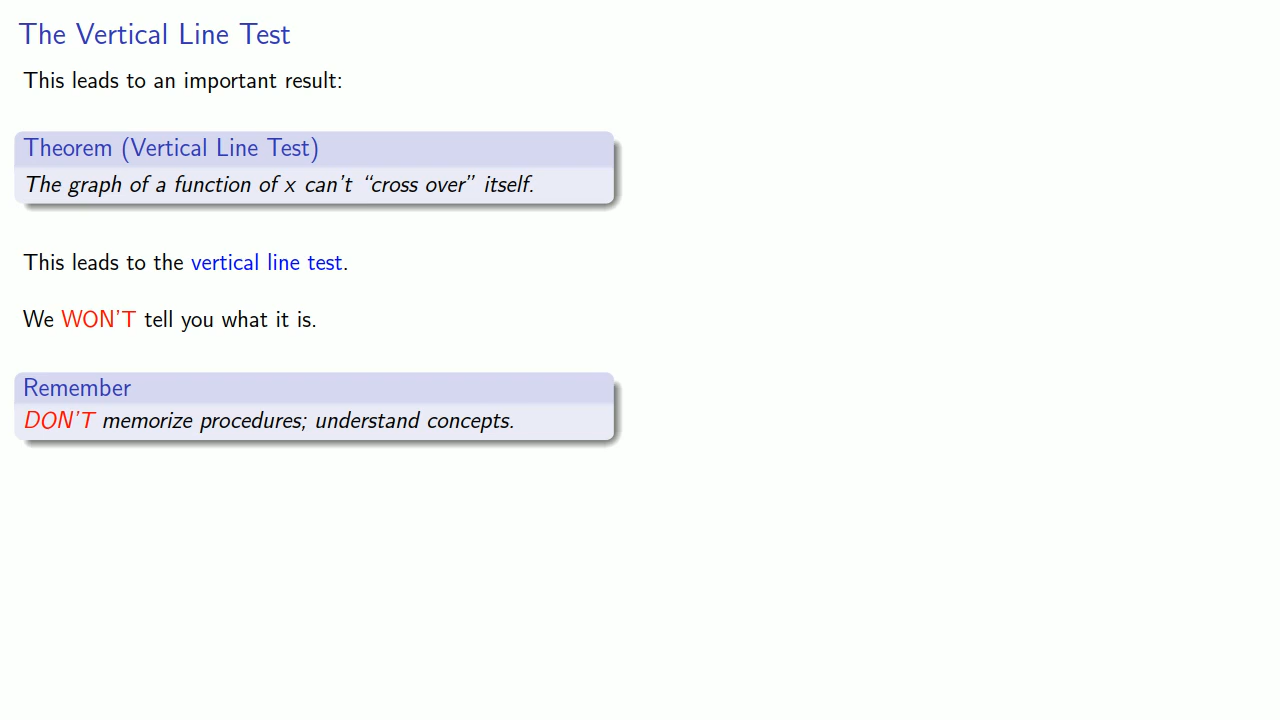 The Vertical Line Test
This leads to an important result:
Theorem (Vertical Line Test)
The graph of a function of x can't “cross over” itself.
This leads to the vertical line test.
We WON'T tell you what it is.
Remember
DON'T memorize procedures; understand concepts.